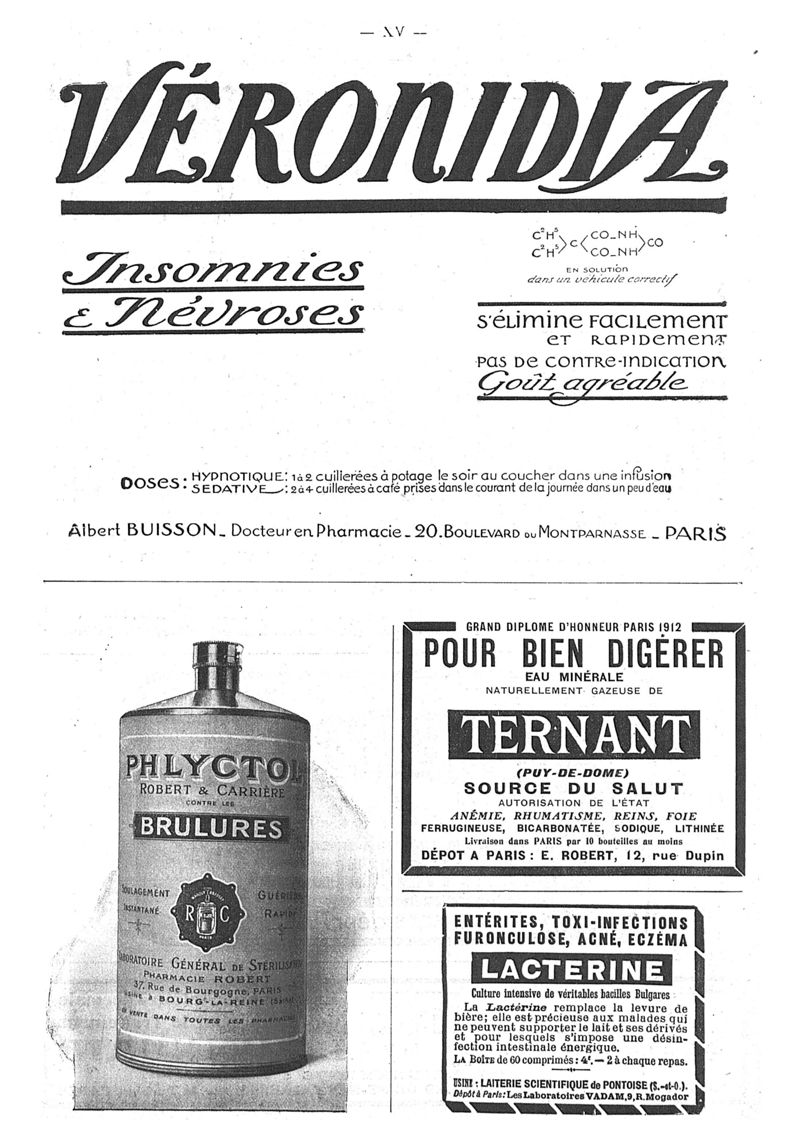 — XV —
VÉRONIDIA
Insomnies
& Névroses
C²H⁵ C²H⁵ > C < CO_NH CO_NH > CO
EN SOLUTION
dans un véhicule correctif
S'ÉLIMINE FACILEMENT
ET RAPIDEMENT
PAS DE CONTRE-INDICATION
Goût agréable
DOSES: HYPNOTIQUE: 1 à 2 cuillerées à potage le soir au coucher dans une infusion
SEDATIVE: 2 à 4 cuillerées à café prises dans le courant de la journée dans un peu d'eau
Albert BUISSON_ Docteur en Pharmacie_ 20. BOULEVARD DU MONTPARNASSE _ PARIS
PHLYCTOL
ROBERT & CARRIÈRE
CONTRE LES
BRULURES
SOULAGEMENT
INSTANTANÉ
R C
PARIS
GUÉRISON
RAPIDE
LABORATOIRE GÉNÉRAL DE STÉRILISATION
PHARMACIE ROBERT
37, Rue de Bourgogne, PARIS
USINE À BOURG-LA-REINE (SEINE)
EN VENTE DANS TOUTES LES PHARMACIES
GRAND DIPLOME D'HONNEUR PARIS 1912
POUR BIEN DIGÉRER
EAU MINÉRALE
NATURELLEMENT GAZEUSE DE
TERNANT
(PUY-DE-DOME)
SOURCE DU SALUT
AUTORISATION DE L'ÉTAT
ANÉMIE, RHUMATISME, REINS, FOIE
FERRUGINEUSE, BICARBONATÉE, SODIQUE, LITHINÉE
Livraison dans PARIS par 10 bouteilles au moins
DÉPOT A PARIS : E. ROBERT, 12, rue Dupin
ENTÉRITES, TOXI-INFECTIONS
FURONCULOSE, ACNÉ, ECZÉMA
LACTERINE
Culture intensive de véritables bacilles Bulgares
La Lactérine remplace la levure de
bière; elle est précieuse aux malades qui
ne peuvent supporter le lait et ses dérivés
et pour lesquels s'impose une désin-
fection intestinale énergique.
LA BOÎTE de 60 comprimés : 4f. — 2 à chaque repas.
USINE : LAITERIE SCIENTIFIQUE de PONTOISE (S.-et-O.).
Dépôt à Paris: Les Laboratoires VADAM, 9, R. Mogador